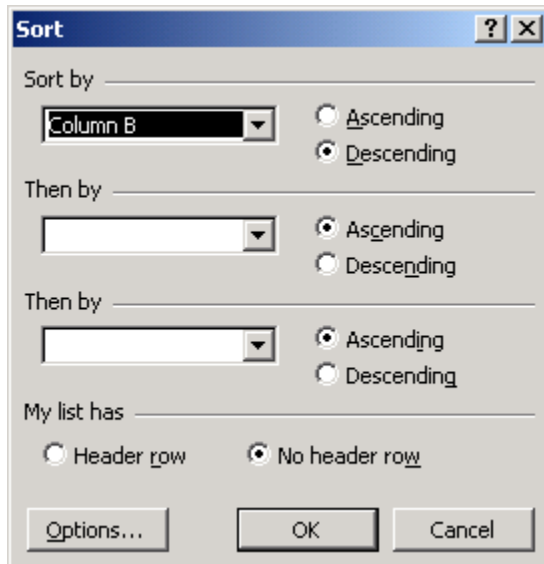 Sort
Sort by
Column B
Ascending
Descending
Then by
Ascending
Descending
Then by
Ascending
Descending
My list has
Header row
No header row
Options...
OK
Cancel